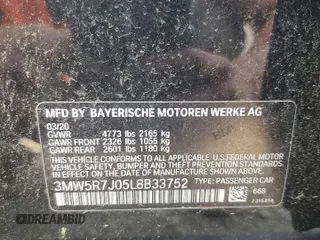 MFD BY BAYERISCHE MOTOREN WERKE AG
03/20
GVWR 4773 lbs 2165 kg
GAWR FRONT 2326 lbs 1055 kg
GAWR REAR 2601 lbs 1180 kg
THIS VEHICLE CONFORMS TO ALL APPLICABLE U.S. FEDERAL MOTOR
VEHICLE SAFETY, BUMPER AND THEFT PREVENTION STANDARDS
IN EFFECT ON THE DATE OF MANUFACTURE SHOWN ABOVE.
3MW5R7J05L8B33752 TYPE: PASSENGER CAR
668